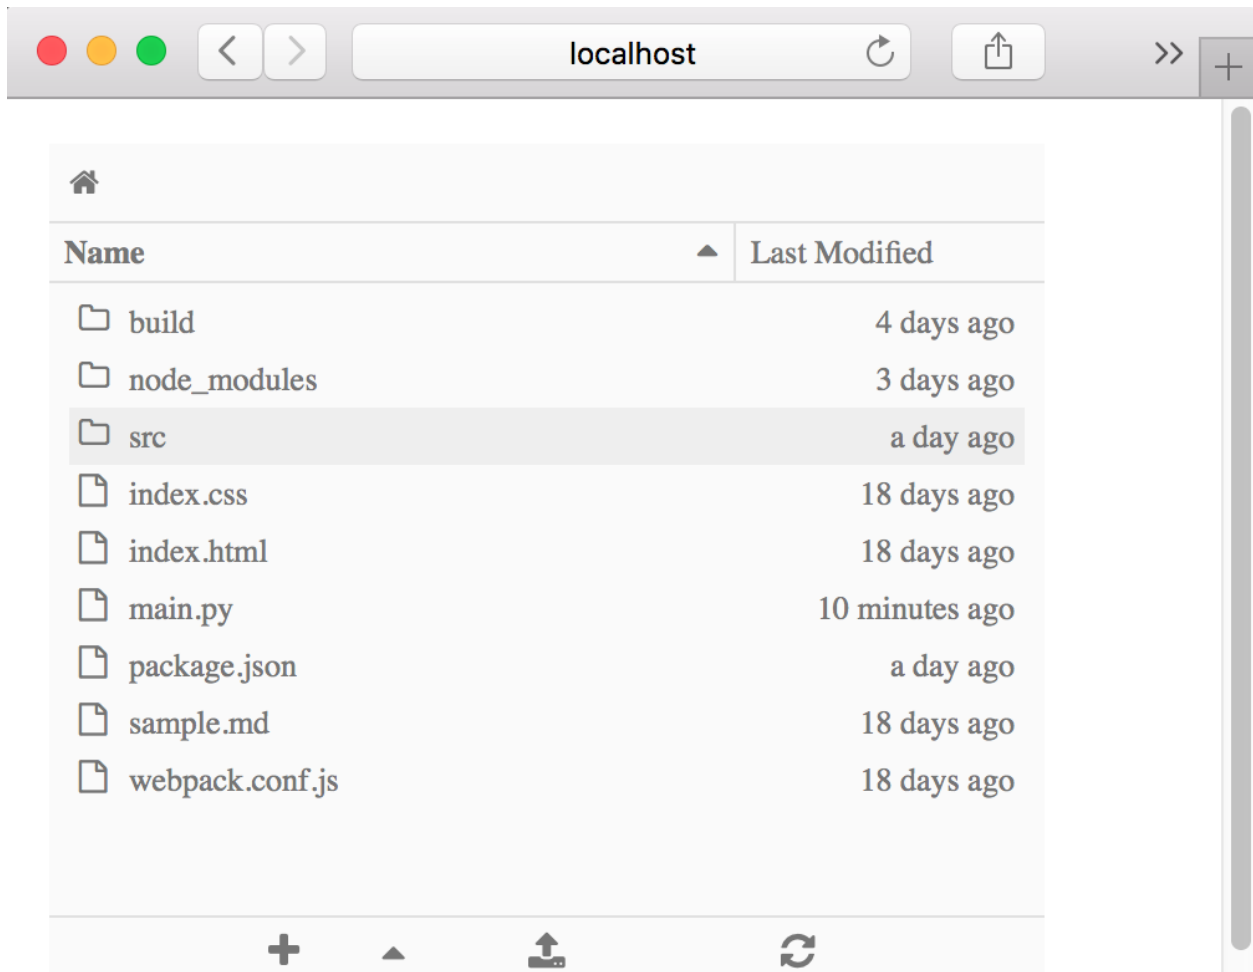 localhost
Name Last Modified
build 4 days ago
node_modules 3 days ago
src a day ago
index.css 18 days ago
index.html 18 days ago
main.py 10 minutes ago
package.json a day ago
sample.md 18 days ago
webpack.conf.js 18 days ago